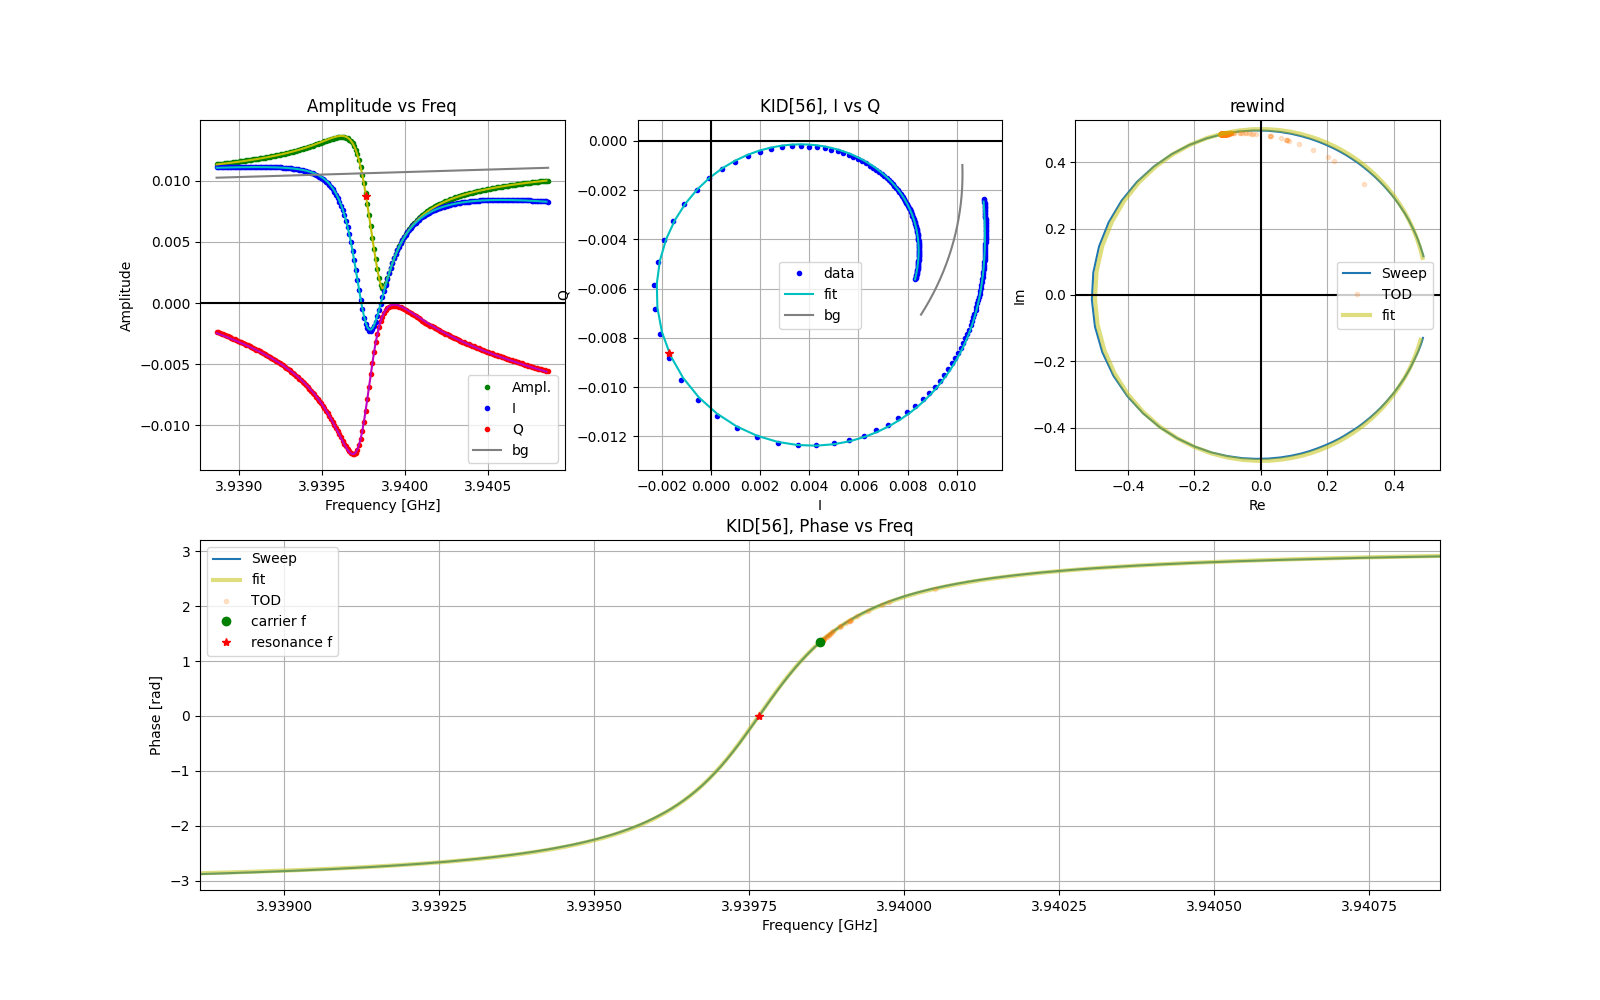 Amplitude vs Freq
Amplitude
0.010
0.005
0.000
−0.005
−0.010
3.9390
3.9395
3.9400
3.9405
Frequency [GHz]
Ampl.
I
Q
bg
KID[56], I vs Q
Q
0.000
−0.002
−0.004
−0.006
−0.008
−0.010
−0.012
−0.002
0.000
0.002
0.004
0.006
0.008
0.010
I
data
fit
bg
rewind
Im
0.4
0.2
0.0
−0.2
−0.4
−0.4
−0.2
0.0
0.2
0.4
Re
Sweep
TOD
fit
KID[56], Phase vs Freq
Phase [rad]
3
2
1
0
−1
−2
−3
3.93900
3.93925
3.93950
3.93975
3.94000
3.94025
3.94050
3.94075
Frequency [GHz]
Sweep
fit
TOD
carrier f
resonance f